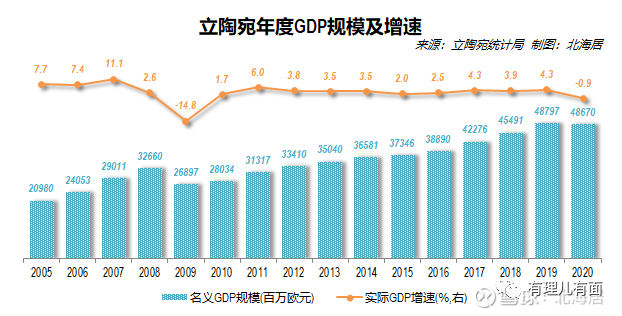 立陶宛年度GDP规模及增速
来源：立陶宛统计局 制图：北海居
7.7 7.4 11.1 2.6 -14.8 1.7 6.0 3.8 3.5 3.5 2.0 2.5 4.3 3.9 4.3 -0.9
20980 24053 29011 32660 26897 28034 31317 33410 35040 36581 37346 38890 42276 45491 48797 48670
2005 2006 2007 2008 2009 2010 2011 2012 2013 2014 2015 2016 2017 2018 2019 2020
名义GDP规模(百万欧元) 实际GDP增速(%,右)
有理儿有面
雪球：北海居